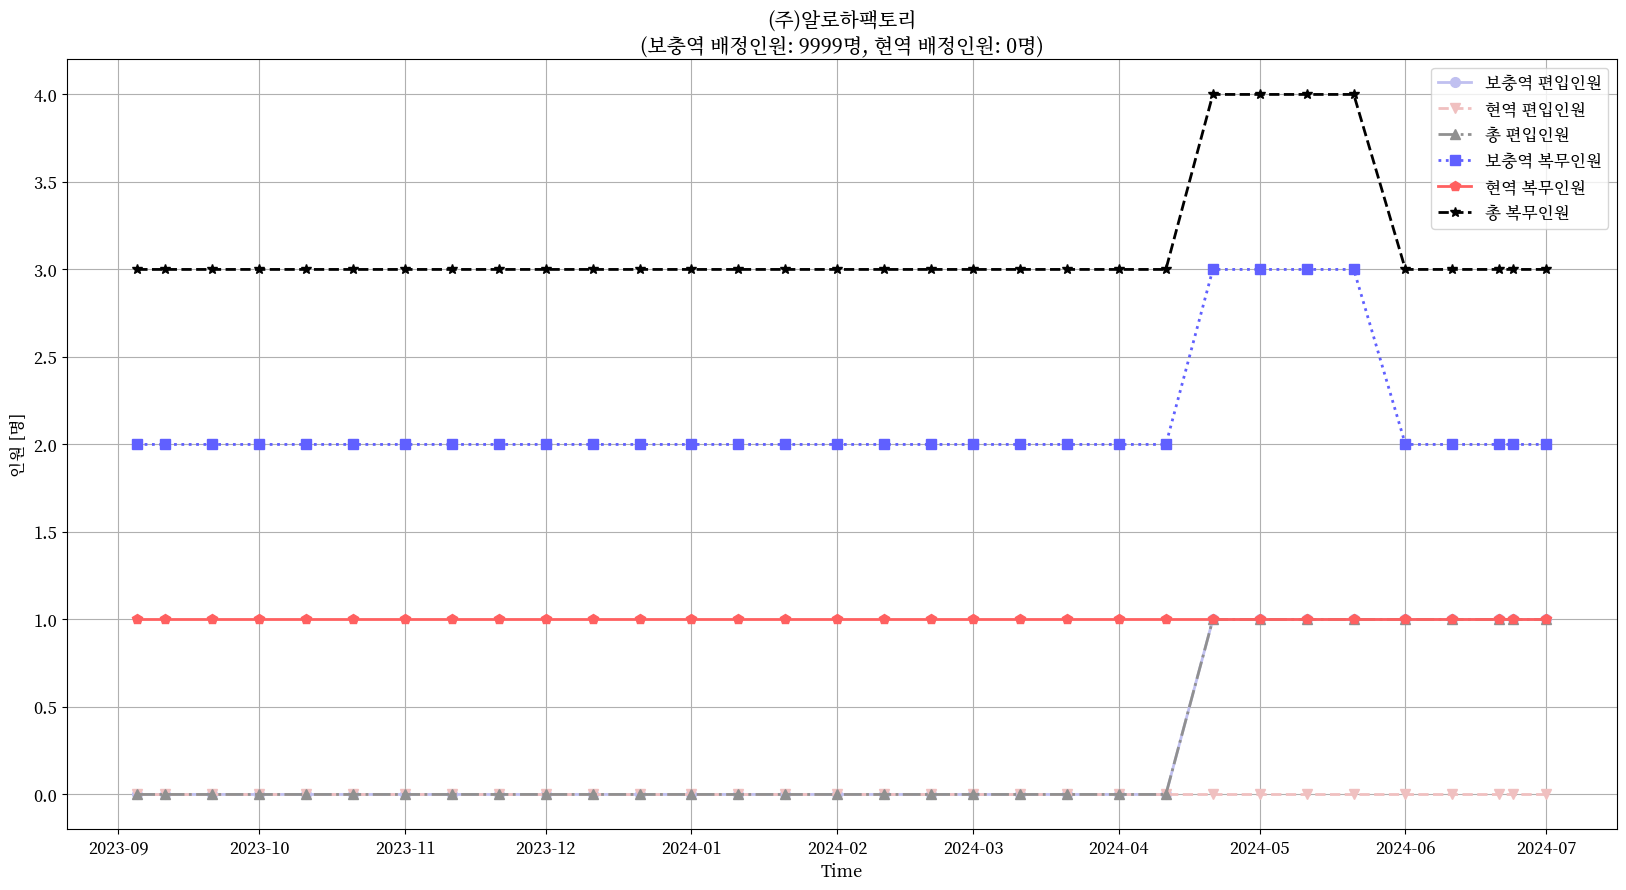 (주)알로하팩토리
(보충역 배정인원: 9999명, 현역 배정인원: 0명)
보충역 편입인원
현역 편입인원
총 편입인원
보충역 복무인원
현역 복무인원
총 복무인원
4.0
3.5
3.0
2.5
2.0
1.5
1.0
0.5
0.0
인원 [명]
2023-09 2023-10 2023-11 2023-12 2024-01 2024-02 2024-03 2024-04 2024-05 2024-06 2024-07
Time